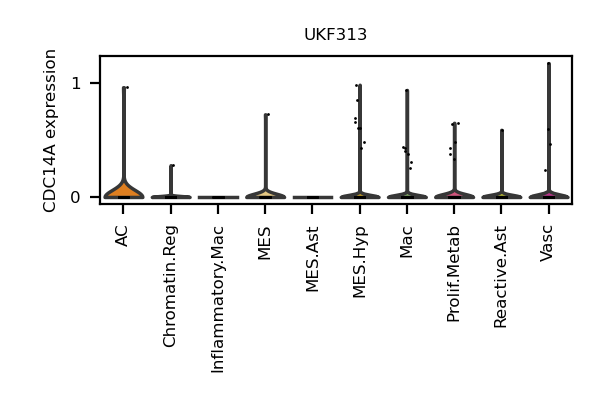 UKF313
CDC14A expression
1
0
AC
Chromatin.Reg
Inflammatory.Mac
MES
MES.Ast
MES.Hyp
Mac
Prolif.Metab
Reactive.Ast
Vasc